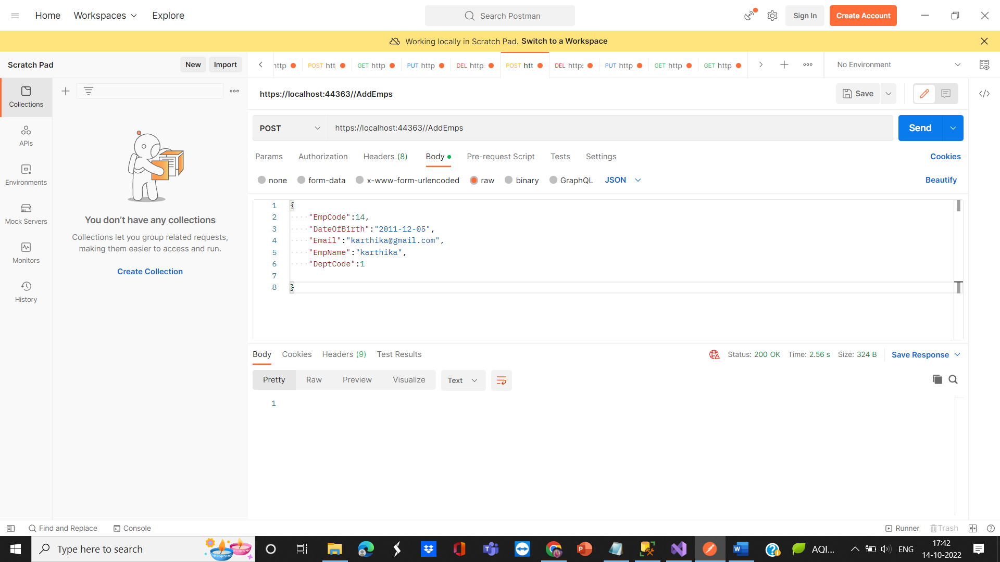 Home Workspaces Explore Search Postman Sign In Create Account
Working locally in Scratch Pad. Switch to a Workspace
Scratch Pad New Import
http POST htt GET http PUT http DEL http POST htt DEL https PUT http GET http GET http No Environment
Collections
APIs
Environments
Mock Servers
Monitors
History
You don't have any collections
Collections let you group related requests,
making them easier to access and run.
Create Collection
https://localhost:44363//AddEmps Save
POST https://localhost:44363//AddEmps Send
Params Authorization Headers (8) Body Pre-request Script Tests Settings Cookies
none form-data x-www-form-urlencoded raw binary GraphQL JSON Beautify
1 {
2 "EmpCode":14,
3 "DateOfBirth":"2011-12-05",
4 "Email":"karthika@gmail.com",
5 "EmpName":"karthika",
6 "DeptCode":1
7
8 }
Body Cookies Headers (9) Test Results Status: 200 OK Time: 2.56 s Size: 324 B Save Response
Pretty Raw Preview Visualize Text
1
Find and Replace Console Runner Trash
Type here to search AQI... ENG 17:42
14-10-2022